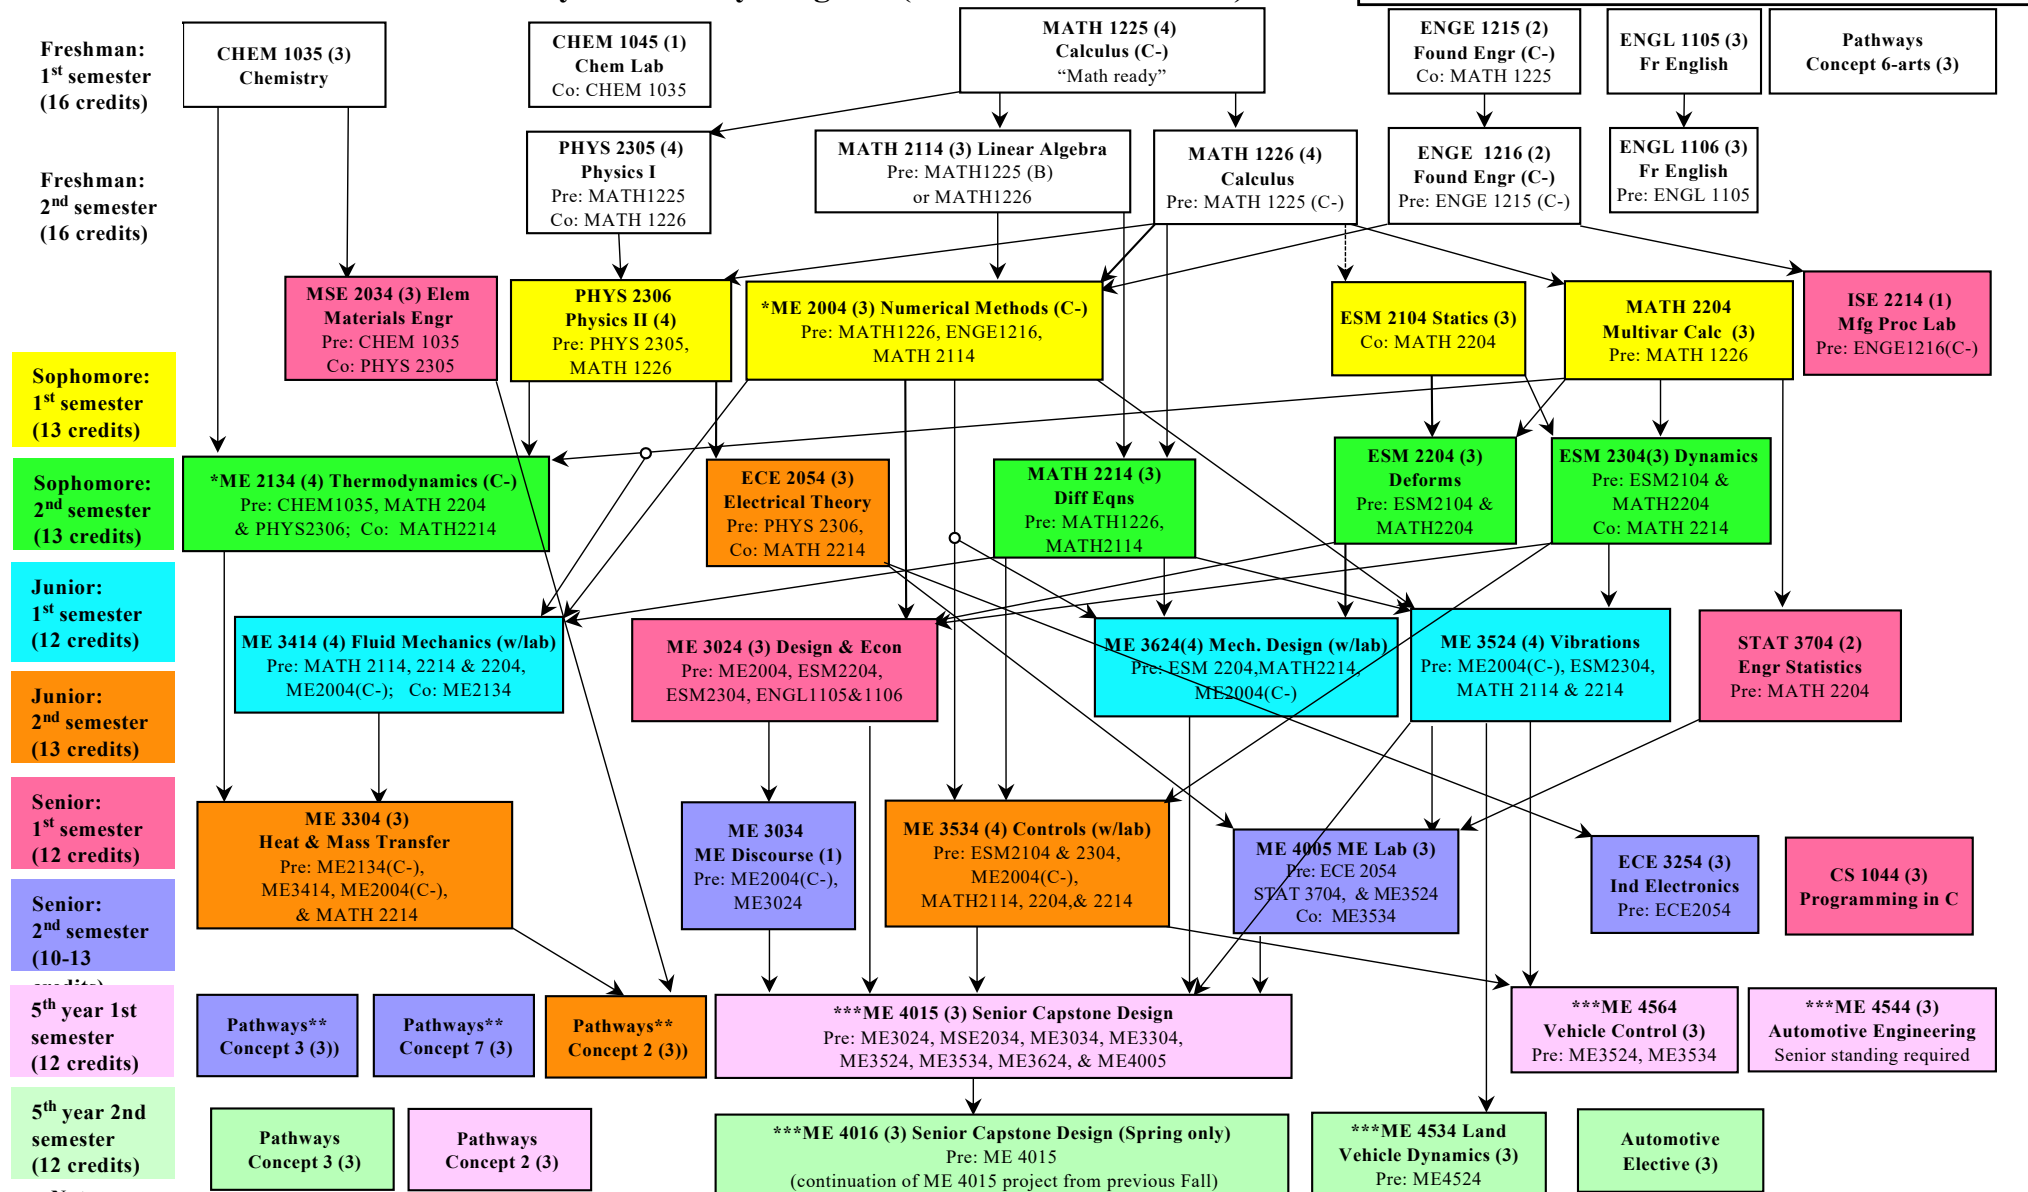 Freshman:
1st semester
(16 credits)
CHEM 1035 (3)
Chemistry
CHEM 1045 (1)
Chem Lab
Co: CHEM 1035
MATH 1225 (4)
Calculus (C-)
“Math ready”
ENGE 1215 (2)
Found Engr (C-)
Co: MATH 1225
ENGL 1105 (3)
Fr English
Pathways
Concept 6-arts (3)
Freshman:
2nd semester
(16 credits)
PHYS 2305 (4)
Physics I
Pre: MATH1225
Co: MATH 1226
MATH 2114 (3) Linear Algebra
Pre: MATH1225 (B)
or MATH1226
MATH 1226 (4)
Calculus
Pre: MATH 1225 (C-)
ENGE 1216 (2)
Found Engr (C-)
Pre: ENGE 1215 (C-)
ENGL 1106 (3)
Fr English
Pre: ENGL 1105
MSE 2034 (3) Elem
Materials Engr
Pre: CHEM 1035
Co: PHYS 2305
PHYS 2306
Physics II (4)
Pre: PHYS 2305,
MATH 1226
*ME 2004 (3) Numerical Methods (C-)
Pre: MATH1226, ENGE1216,
MATH 2114
ESM 2104 Statics (3)
Co: MATH 2204
MATH 2204
Multivar Calc (3)
Pre: MATH 1226
ISE 2214 (1)
Mfg Proc Lab
Pre: ENGE1216(C-)
Sophomore:
1st semester
(13 credits)
Sophomore:
2nd semester
(13 credits)
*ME 2134 (4) Thermodynamics (C-)
Pre: CHEM1035, MATH 2204
& PHYS2306; Co: MATH2214
ECE 2054 (3)
Electrical Theory
Pre: PHYS 2306,
Co: MATH 2214
MATH 2214 (3)
Diff Eqns
Pre: MATH1226,
MATH2114
ESM 2204 (3)
Deforms
Pre: ESM2104 &
MATH2204
ESM 2304(3) Dynamics
Pre: ESM2104 &
MATH2204
Co: MATH 2214
Junior:
1st semester
(12 credits)
ME 3414 (4) Fluid Mechanics (w/lab)
Pre: MATH 2114, 2214 & 2204,
ME2004(C-); Co: ME2134
ME 3024 (3) Design & Econ
Pre: ME2004, ESM2204,
ESM2304, ENGL1105&1106
ME 3624(4) Mech. Design (w/lab)
Pre: ESM 2204,MATH2214,
ME2004(C-)
ME 3524 (4) Vibrations
Pre: ME2004(C-), ESM2304,
MATH 2114 & 2214
STAT 3704 (2)
Engr Statistics
Pre: MATH 2204
Junior:
2nd semester
(13 credits)
Senior:
1st semester
(12 credits)
ME 3304 (3)
Heat & Mass Transfer
Pre: ME2134(C-),
ME3414, ME2004(C-),
& MATH 2214
ME 3034
ME Discourse (1)
Pre: ME2004(C-),
ME3024
ME 3534 (4) Controls (w/lab)
Pre: ESM2104 & 2304,
ME2004(C-),
MATH2114, 2204,& 2214
ME 4005 ME Lab (3)
Pre: ECE 2054
STAT 3704, & ME3524
Co: ME3534
ECE 3254 (3)
Ind Electronics
Pre: ECE2054
CS 1044 (3)
Programming in C
Senior:
2nd semester
(10-13
5th year 1st
semester
(12 credits)
Pathways**
Concept 3 (3))
Pathways**
Concept 7 (3)
Pathways**
Concept 2 (3))
***ME 4015 (3) Senior Capstone Design
Pre: ME3024, MSE2034, ME3034, ME3304,
ME3524, ME3534, ME3624, & ME4005
***ME 4564
Vehicle Control (3)
Pre: ME3524, ME3534
***ME 4544 (3)
Automotive Engineering
Senior standing required
5th year 2nd
semester
(12 credits)
Pathways
Concept 3 (3)
Pathways
Concept 2 (3)
***ME 4016 (3) Senior Capstone Design (Spring only)
Pre: ME 4015
(continuation of ME 4015 project from previous Fall)
***ME 4534 Land
Vehicle Dynamics (3)
Pre: ME4524
Automotive
Elective (3)